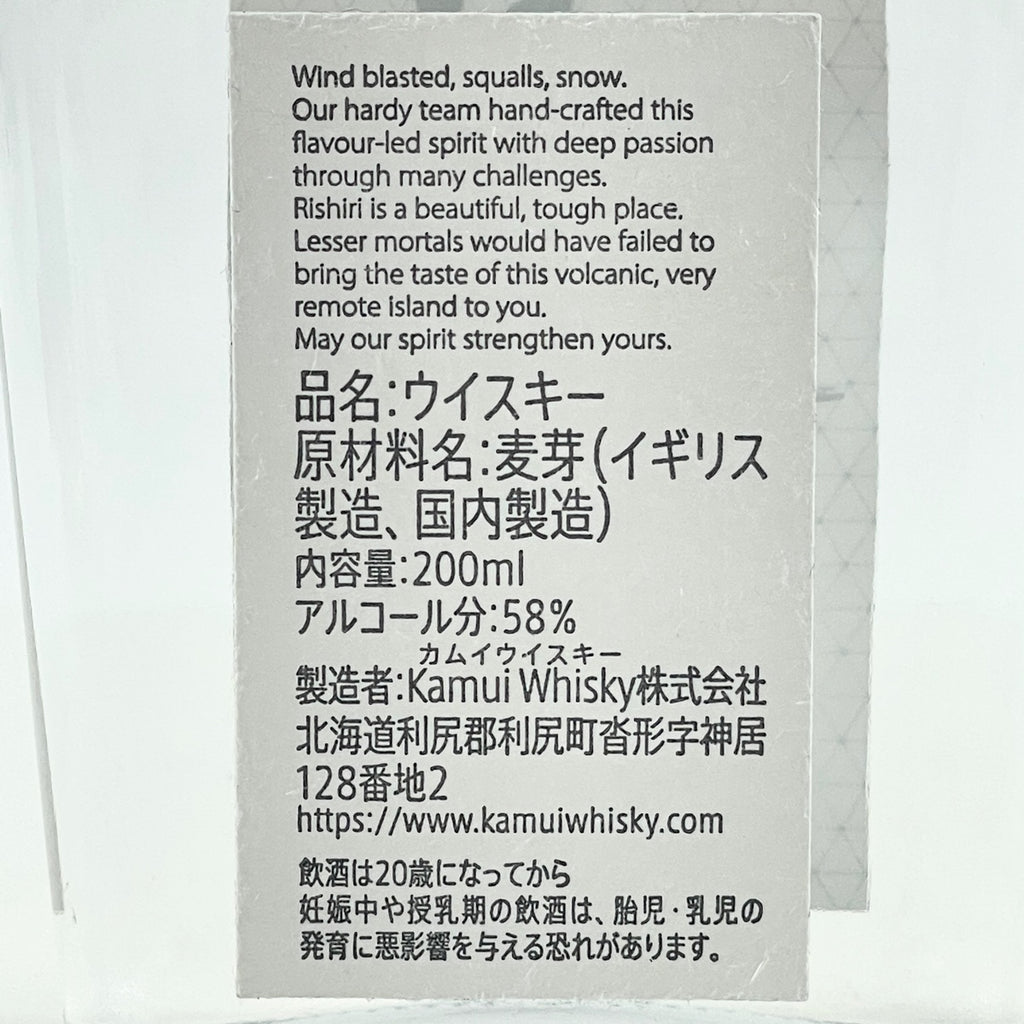 Wind blasted, squalls, snow.
Our hardy team hand-crafted this
flavour-led spirit with deep passion
through many challenges.
Rishiri is a beautiful, tough place.
Lesser mortals would have failed to
bring the taste of this volcanic, very
remote island to you.
May our spirit strengthen yours.
品名:ウイスキー
原材料名:麦芽(イギリス
製造、国内製造)
内容量:200ml
アルコール分:58%
カムイウイスキー
製造者:Kamui Whisky株式会社
北海道利尻郡利尻町沓形字神居
128番地2
https://www.kamuiwhisky.com
飲酒は20歳になってから
妊娠中や授乳期の飲酒は、胎児・乳児の
発育に悪影響を与える恐れがあります。